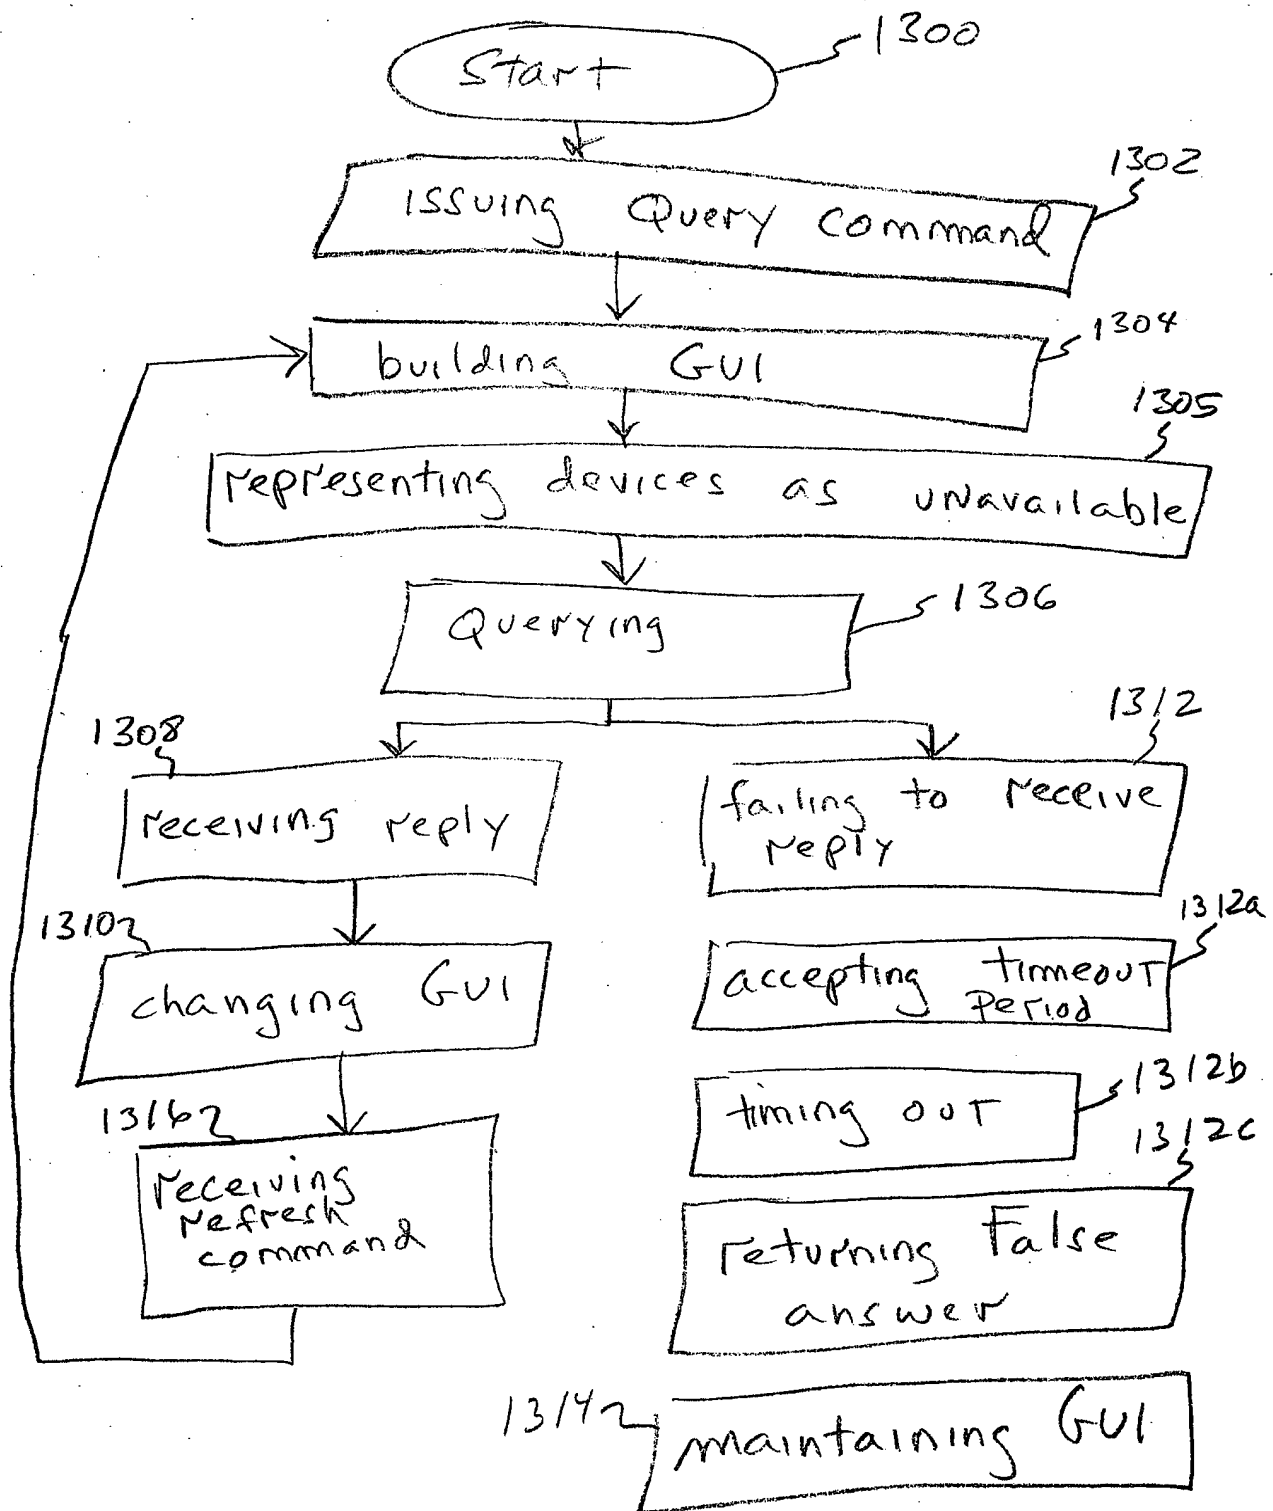 Start
1300
1302
issuing Query command
1304
building GUI
1305
representing devices as unavailable
1306
Querying
1308
receiving reply
1312
failing to receive
reply
1310
changing GUI
1312a
accepting timeout
period
1312b
timing out
1316
receiving
refresh
command
1312c
returning False
answer
1314
maintaining GUI